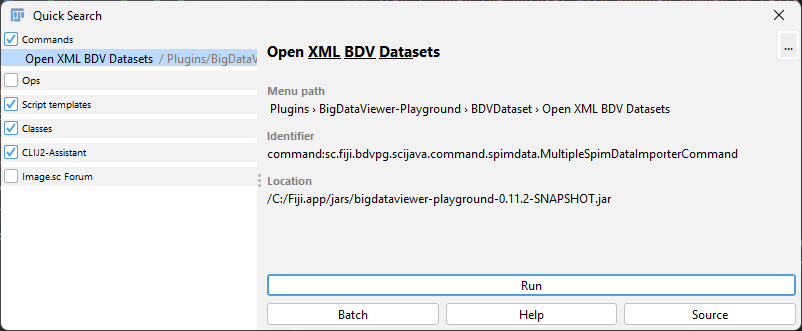 Quick Search
Commands
Open XML BDV Datasets / Plugins/BigDataV
Ops
Script templates
Classes
CLIJ2-Assistant
Image.sc Forum
Open XML BDV Datasets
...
Menu path
Plugins › BigDataViewer-Playground › BDVDataset › Open XML BDV Datasets
Identifier
command:sc.fiji.bdvpg.scijava.command.spimdata.MultipleSpimDataImporterCommand
Location
/C:/Fiji.app/jars/bigdataviewer-playground-0.11.2-SNAPSHOT.jar
Run
Batch
Help
Source